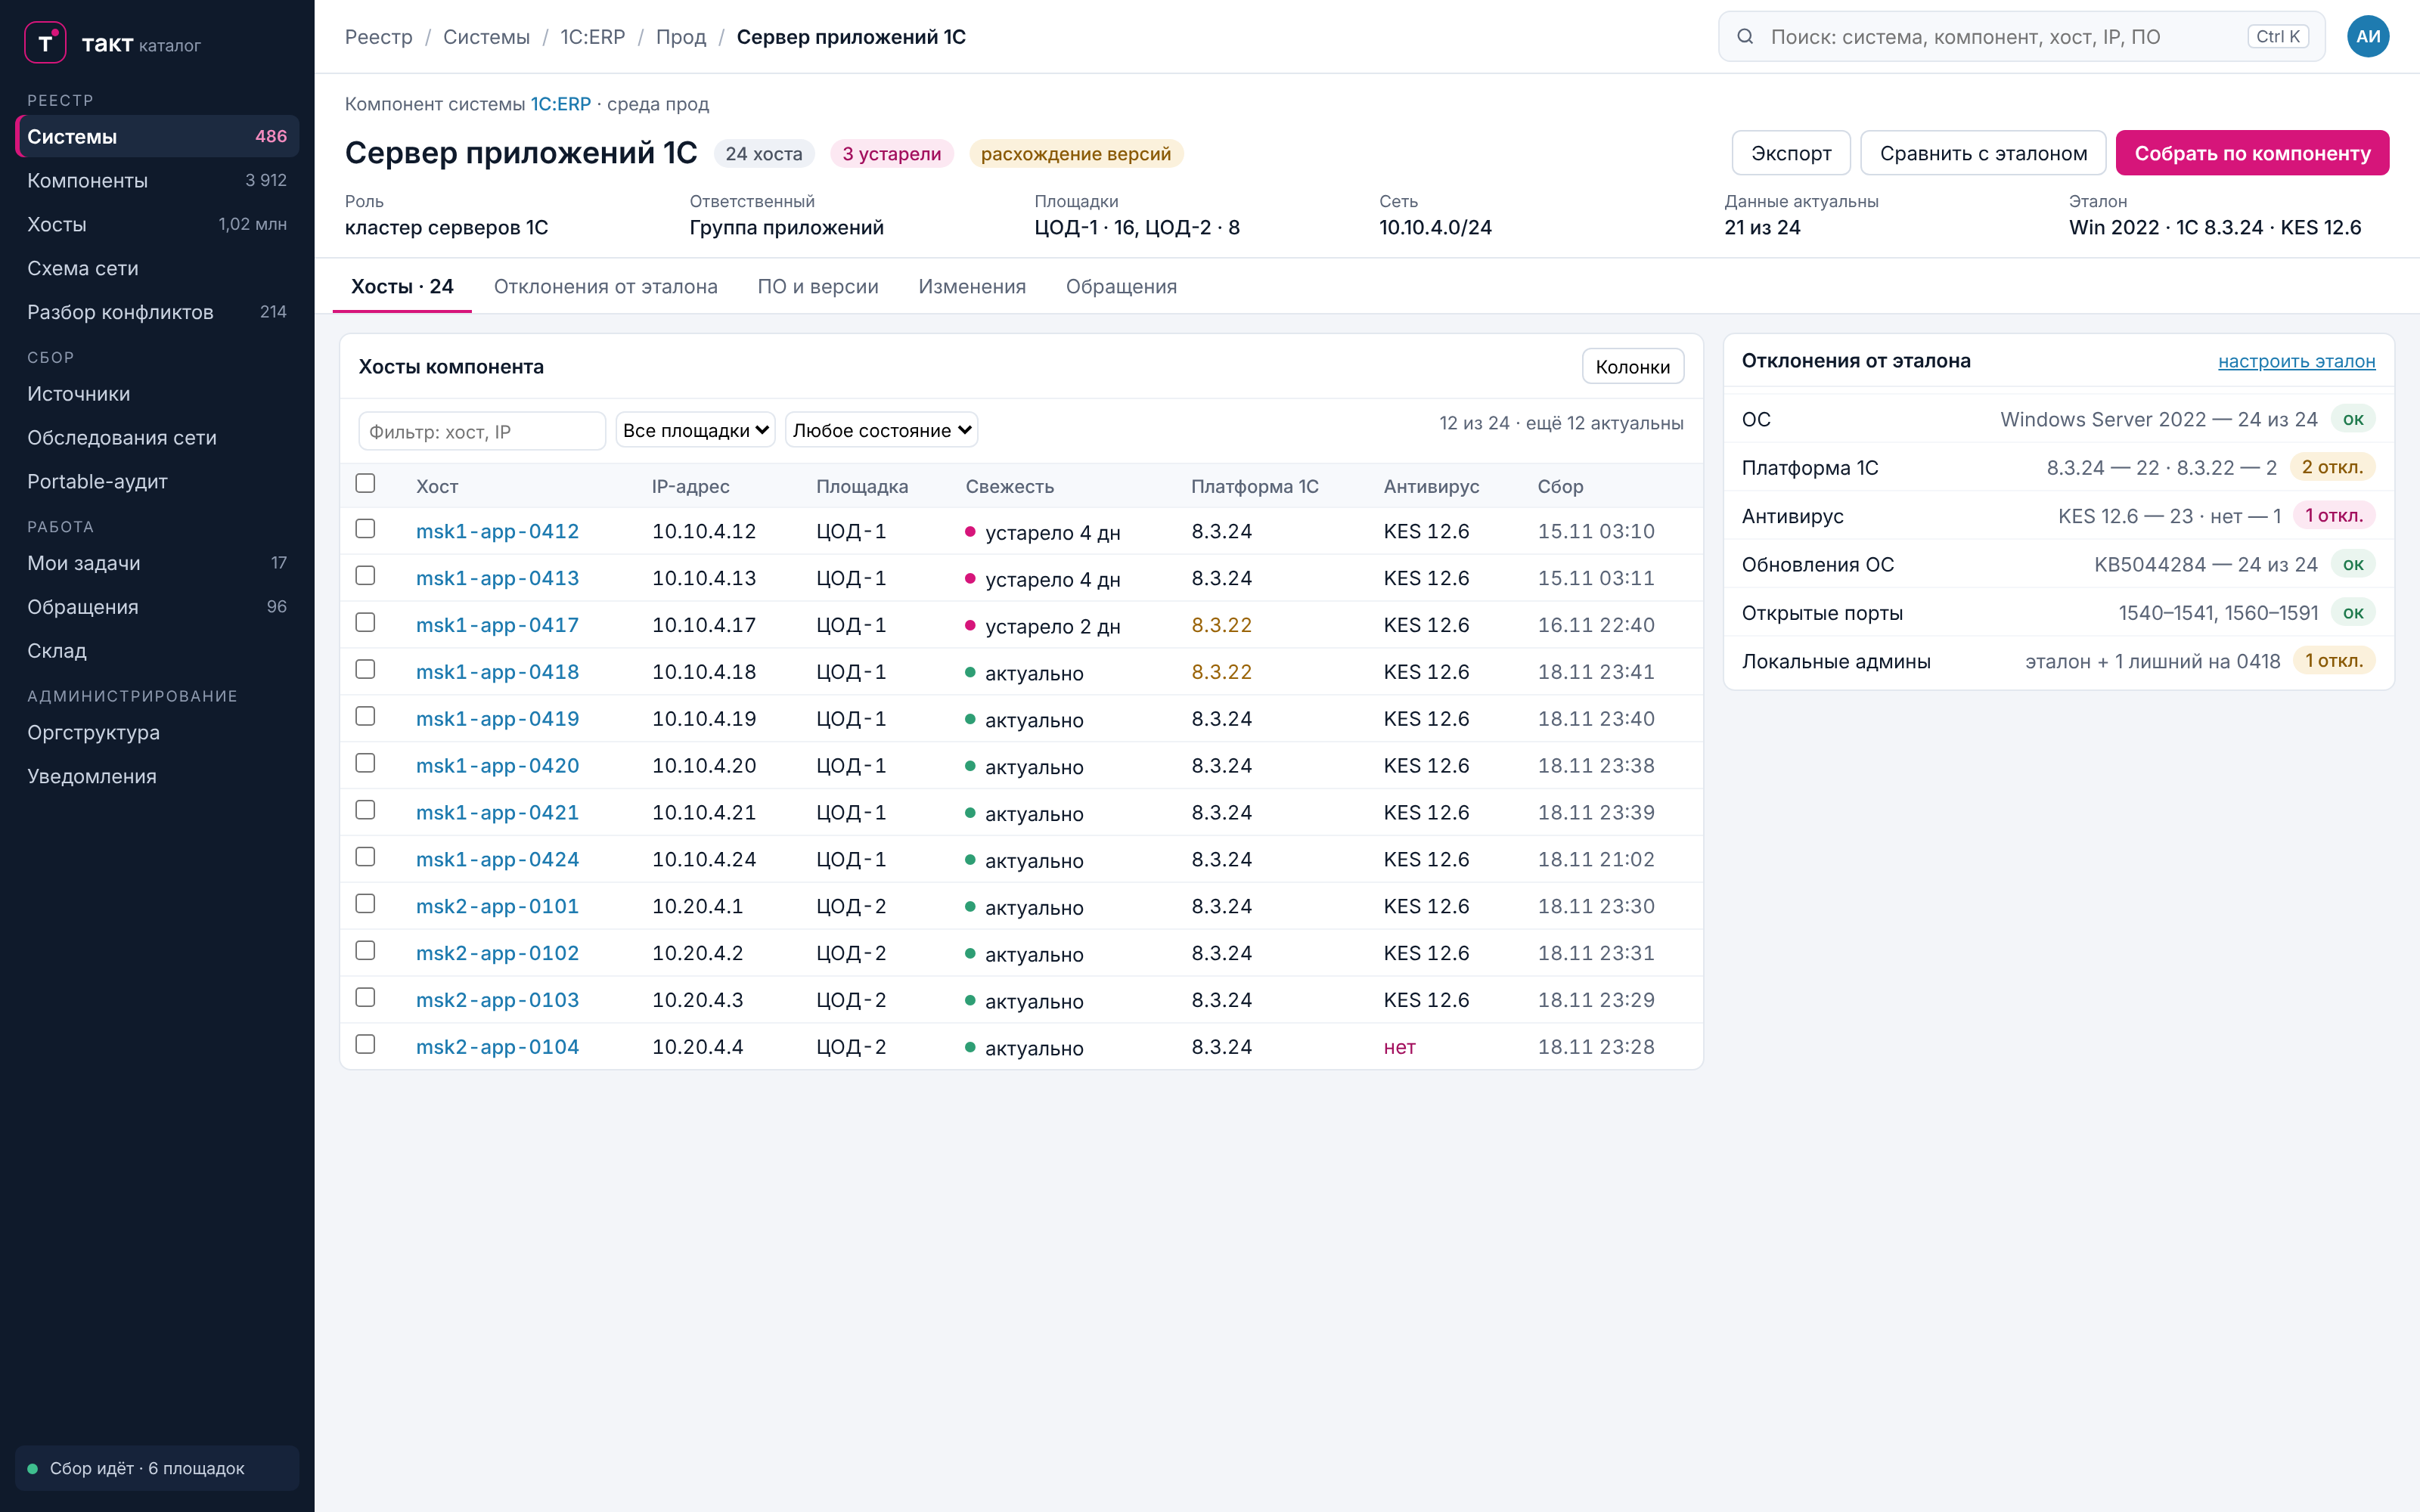 такт каталог
РЕЕСТР
Системы 486
Компоненты 3 912
Хосты 1,02 млн
Схема сети
Разбор конфликтов 214
СБОР
Источники
Обследования сети
Portable-аудит
РАБОТА
Мои задачи 17
Обращения 96
Склад
АДМИНИСТРИРОВАНИЕ
Оргструктура
Уведомления
Сбор идёт · 6 площадок
Реестр / Системы / 1С:ERP / Прод / Сервер приложений 1С
Поиск: система, компонент, хост, IP, ПО Ctrl K АИ
Компонент системы 1С:ERP · среда прод
Сервер приложений 1С 24 хоста 3 устарели расхождение версий
Экспорт Сравнить с эталоном Собрать по компоненту
Роль Ответственный Площадки Сеть Данные актуальны Эталон
кластер серверов 1С Группа приложений ЦОД-1 · 16, ЦОД-2 · 8 10.10.4.0/24 21 из 24 Win 2022 · 1С 8.3.24 · KES 12.6
Хосты · 24 Отклонения от эталона ПО и версии Изменения Обращения
Хосты компонента Колонки
Фильтр: хост, IP Все площадки Любое состояние 12 из 24 · ещё 12 актуальны
Хост IP-адрес Площадка Свежесть Платформа 1С Антивирус Сбор
msk1-app-0412 10.10.4.12 ЦОД-1 устарело 4 дн 8.3.24 KES 12.6 15.11 03:10
msk1-app-0413 10.10.4.13 ЦОД-1 устарело 4 дн 8.3.24 KES 12.6 15.11 03:11
msk1-app-0417 10.10.4.17 ЦОД-1 устарело 2 дн 8.3.22 KES 12.6 16.11 22:40
msk1-app-0418 10.10.4.18 ЦОД-1 актуально 8.3.22 KES 12.6 18.11 23:41
msk1-app-0419 10.10.4.19 ЦОД-1 актуально 8.3.24 KES 12.6 18.11 23:40
msk1-app-0420 10.10.4.20 ЦОД-1 актуально 8.3.24 KES 12.6 18.11 23:38
msk1-app-0421 10.10.4.21 ЦОД-1 актуально 8.3.24 KES 12.6 18.11 23:39
msk1-app-0424 10.10.4.24 ЦОД-1 актуально 8.3.24 KES 12.6 18.11 21:02
msk2-app-0101 10.20.4.1 ЦОД-2 актуально 8.3.24 KES 12.6 18.11 23:30
msk2-app-0102 10.20.4.2 ЦОД-2 актуально 8.3.24 KES 12.6 18.11 23:31
msk2-app-0103 10.20.4.3 ЦОД-2 актуально 8.3.24 KES 12.6 18.11 23:29
msk2-app-0104 10.20.4.4 ЦОД-2 актуально 8.3.24 нет 18.11 23:28
Отклонения от эталона настроить эталон
ОС Windows Server 2022 — 24 из 24 ок
Платформа 1С 8.3.24 — 22 · 8.3.22 — 2 2 откл.
Антивирус KES 12.6 — 23 · нет — 1 1 откл.
Обновления ОС KB5044284 — 24 из 24 ок
Открытые порты 1540–1541, 1560–1591 ок
Локальные админы эталон + 1 лишний на 0418 1 откл.